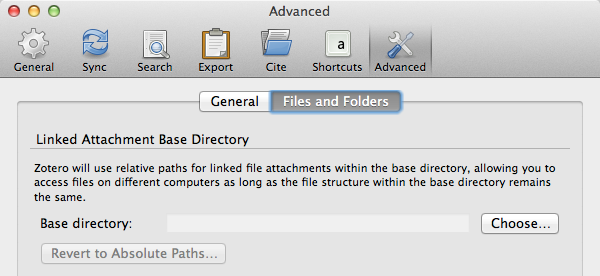 Advanced
General Sync Search Export Cite Shortcuts Advanced
a
General Files and Folders
Linked Attachment Base Directory
Zotero will use relative paths for linked file attachments within the base directory, allowing you to
access files on different computers as long as the file structure within the base directory remains
the same.
Base directory: Choose...
Revert to Absolute Paths...